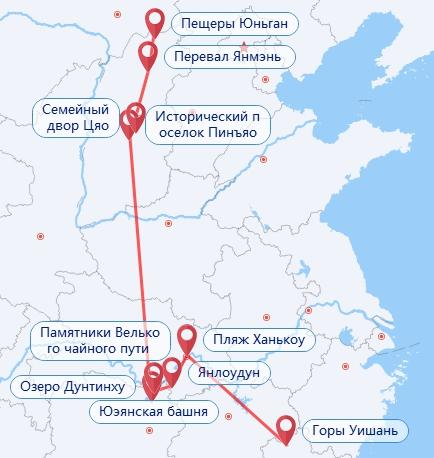 Пещеры Юньган
Перевал Янмэнь
Семейный
двор Цяо
Исторический п
оселок Пинъяо
Памятники Велько
го чайного пути
Пляж Ханькоу
Янлоудун
Озеро Дунтинху
Юэянская башня
Горы Уишань